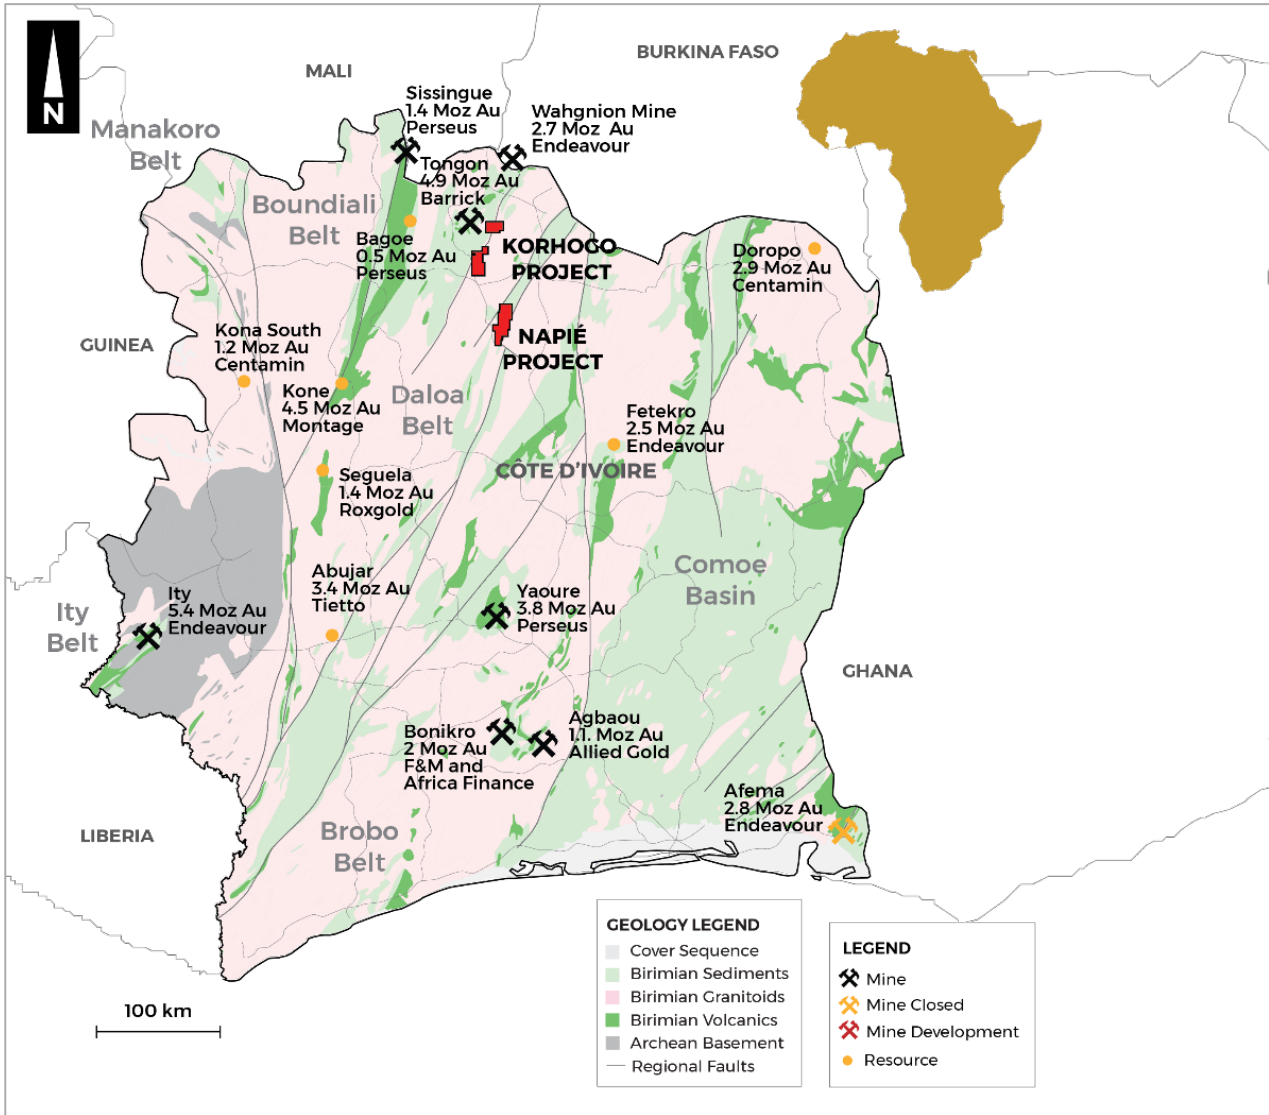 N
MALI
BURKINA FASO
Manakoro
Belt
Sissingue
1.4 Moz Au
Perseus
Wahgnion Mine
2.7 Moz Au
Endeavour
Tongon
4.9 Moz Au
Barrick
Boundiali
Belt
Bagoe
0.5 Moz Au
Perseus
KORHOGO
PROJECT
Doropo
2.9 Moz Au
Centamin
GUINEA
Kona South
1.2 Moz Au
Centamin
NAPIÉ
PROJECT
Kone
4.5 Moz Au
Montage
Daloa
Belt
Fetekro
2.5 Moz Au
Endeavour
CÔTE D'IVOIRE
Seguela
1.4 Moz Au
Roxgold
Comoe
Basin
Abujar
3.4 Moz Au
Tietto
Ity
5.4 Moz Au
Endeavour
Ity
Belt
Yaoure
3.8 Moz Au
Perseus
GHANA
Bonikro
2 Moz Au
F&M and
Africa Finance
Agbaou
1.1. Moz Au
Allied Gold
Afema
2.8 Moz Au
Endeavour
LIBERIA
Brobo
Belt
100 km
GEOLOGY LEGEND
Cover Sequence
Birimian Sediments
Birimian Granitoids
Birimian Volcanics
Archean Basement
Regional Faults
LEGEND
Mine
Mine Closed
Mine Development
Resource